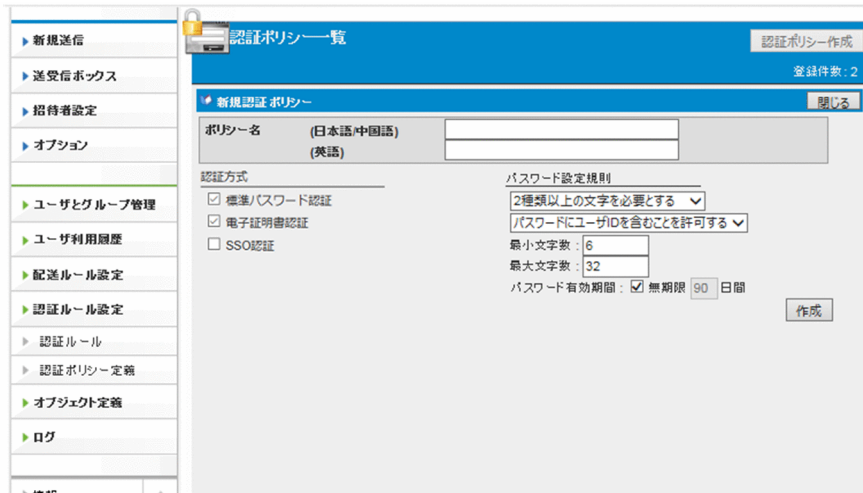 新規送信
送受信ボックス
招待者設定
オプション
ユーザとグループ管理
ユーザ利用履歴
配送ルール設定
認証ルール設定
認証ルール
認証ポリシー定義
オブジェクト定義
ログ
情報
認証ポリシー一覧
認証ポリシー作成
登録件数:2
新規認証ポリシー
閉じる
ポリシー名 (日本語/中国語)
(英語)
認証方式
標準パスワード認証
電子証明書認証
SSO認証
パスワード設定規則
2種類以上の文字を必要とする
パスワードにユーザIDを含むことを許可する
最小文字数 : 6
最大文字数 : 32
パスワード有効期間 : 無期限 90 日間
作成